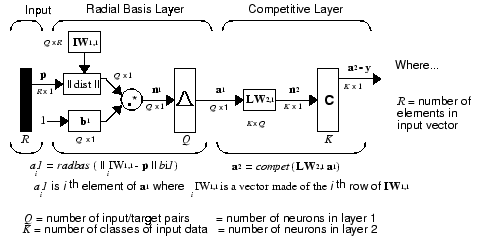 Input Radial Basis Layer Competitive Layer
Q×R IW1,1
p R×1 || dist || Q×1
1 b1 Q×1
.*
n1 Q×1
a1 Q×1
LW2,1 K×Q
n2 K×1
C
a2 = y K×1
R Q K
Where...
R = number of
elements in
input vector
ai1 = radbas ( || iIW1,1 - p || bi1)
a2 = compet (LW2,1 a1)
ai1 is i th element of a1 where iIW1,1 is a vector made of the i th row of IW1,1
Q = number of input/target pairs = number of neurons in layer 1
K = number of classes of input data = number of neurons in layer 2